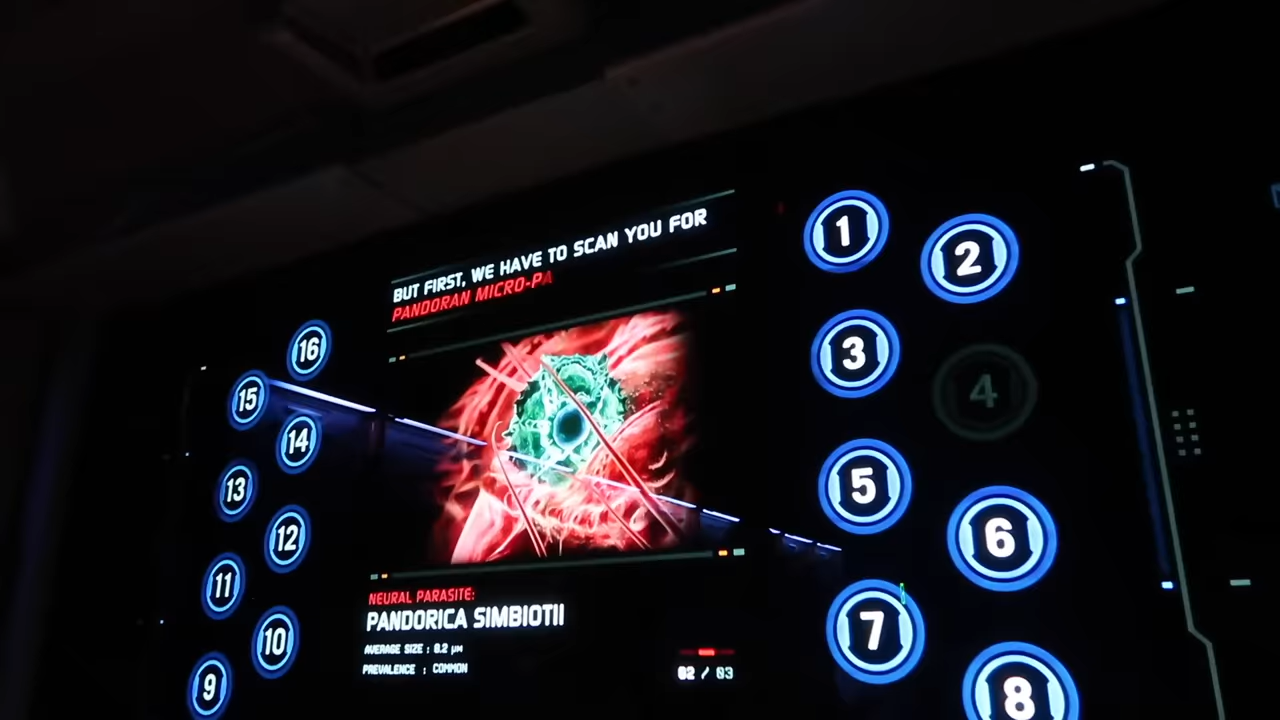 BUT FIRST, WE HAVE TO SCAN YOU FOR
PANDORAN MICRO-PA
1
2
3
4
5
6
7
8
16
15
14
13
12
11
10
9
NEURAL PARASITE:
PANDORICA SIMBIOTII
AVERAGE SIZE : 0.2 µm
PREVALENCE : COMMON
02 / 03